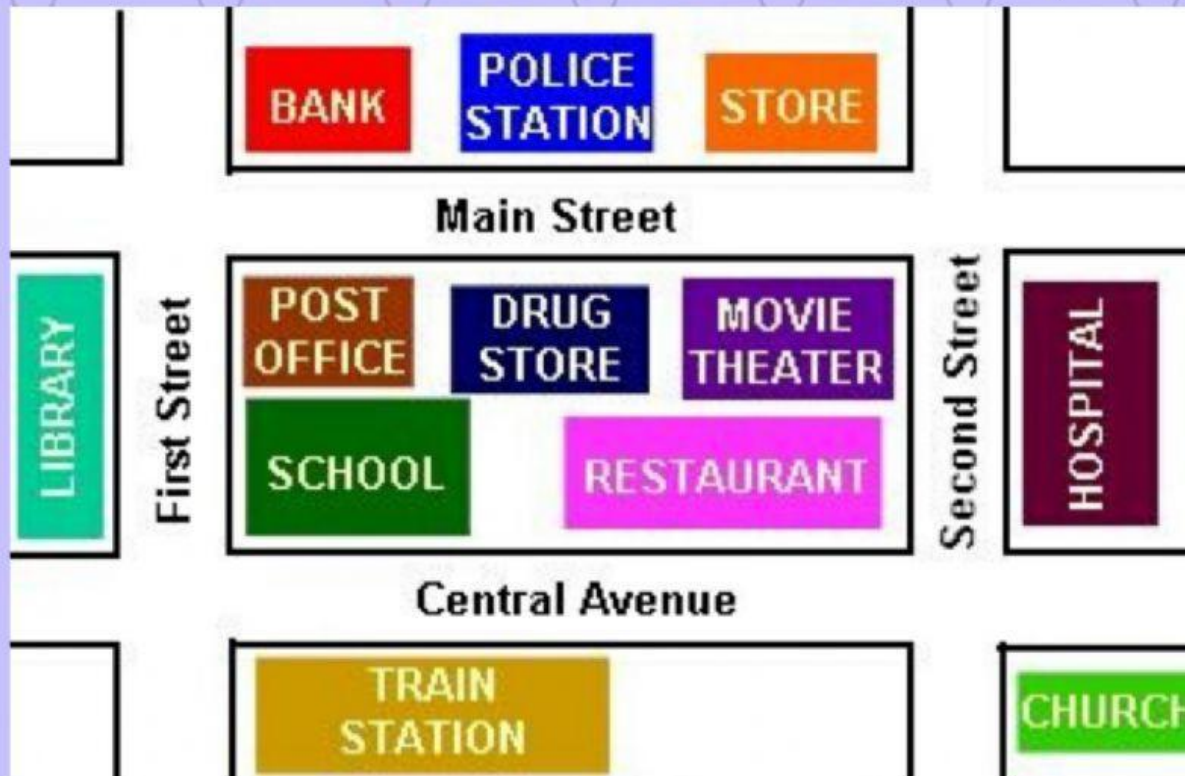 BANK
POLICE
STATION
STORE
Main Street
LIBRARY
First Street
POST
OFFICE
DRUG
STORE
MOVIE
THEATER
SCHOOL
RESTAURANT
Second Street
HOSPITAL
Central Avenue
TRAIN
STATION
CHURCH